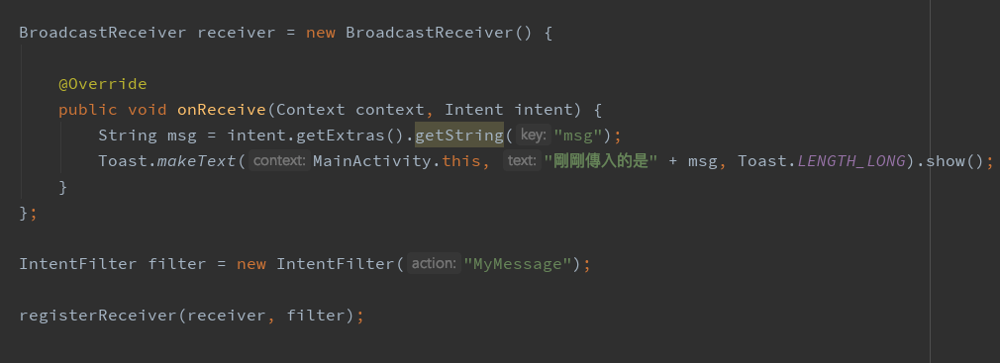 BroadcastReceiver receiver = new BroadcastReceiver() {
@Override
public void onReceive(Context context, Intent intent) {
String msg = intent.getExtras().getString( key: "msg");
Toast.makeText( context: MainActivity.this, text: "剛剛傳入的是" + msg, Toast.LENGTH_LONG).show();
}
};
IntentFilter filter = new IntentFilter( action: "MyMessage");
registerReceiver(receiver, filter);